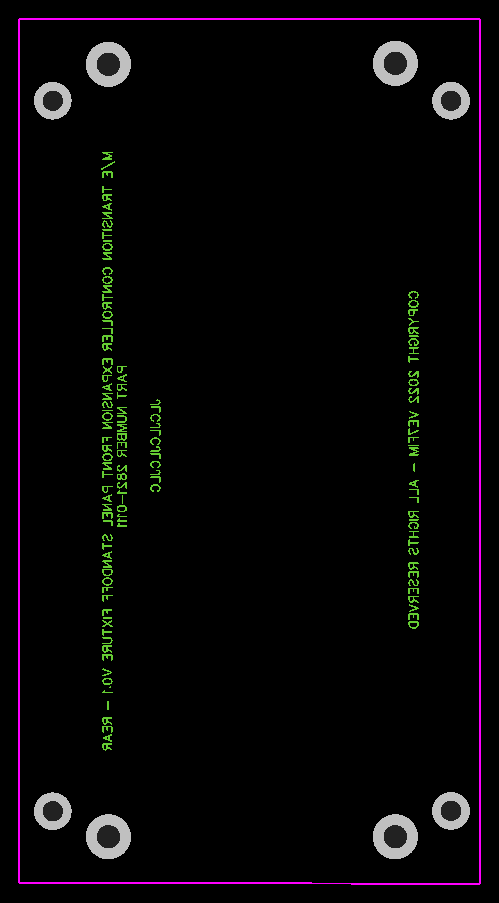 M/E TRANSITION CONTROLLER EXPANSION FRONT PANEL STANDOFF FIXTURE V0.1 - REAR
PART NUMBER 2821-0111
JLCJLCJLCJLC
COPYRIGHT 2022 VE7FIM - ALL RIGHTS RESERVED